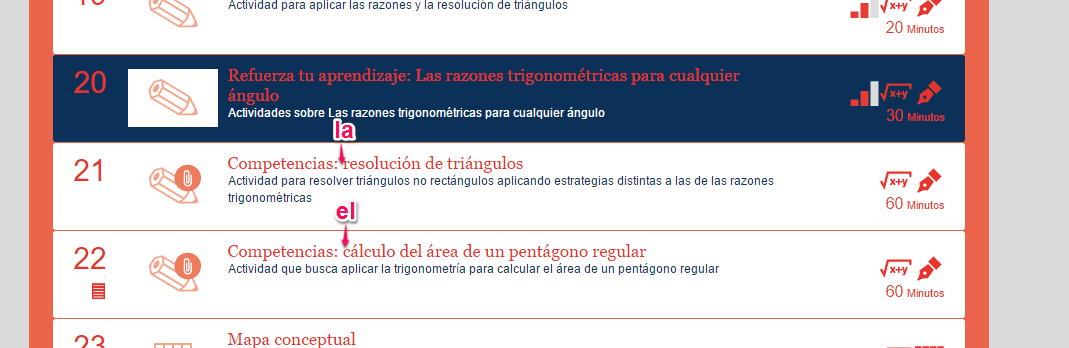 Actividad para aplicar las razones y la resolución de triángulos
√x+y
20 Minutos
20
Refuerza tu aprendizaje: Las razones trigonométricas para cualquier
ángulo
Actividades sobre Las razones trigonométricas para cualquier ángulo
√x+y
30 Minutos
la
21
Competencias: resolución de triángulos
Actividad para resolver triángulos no rectángulos aplicando estrategias distintas a las de las razones
trigonométricas
√x+y
60 Minutos
el
22
Competencias: cálculo del área de un pentágono regular
Actividad que busca aplicar la trigonometría para calcular el área de un pentágono regular
√x+y
60 Minutos
23
Mapa conceptual